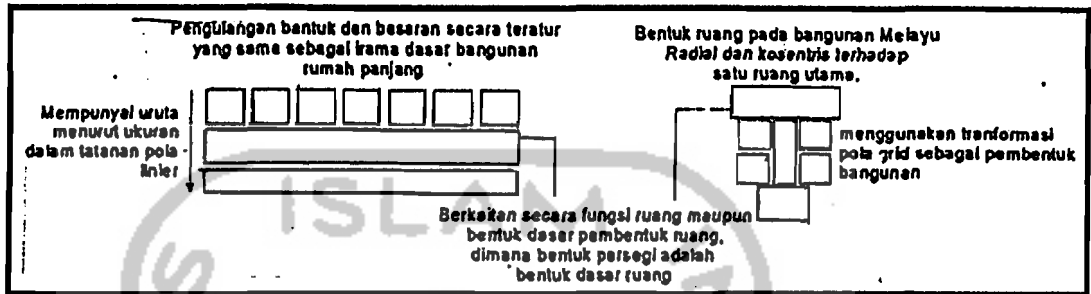 Pengulangan bantuk dan besaran secara teratur
yang sama sebagai irama dasar bangunan
rumah panjang
Mempunyai uruta
menurut ukuran
dalam tatanan pola
linier
Bentuk ruang pada bangunan Melayu
Radial dan kosentris terhadap
satu ruang utama.
menggunakan tranformasi
pola grid sebagai pembentuk
bangunan
Berkaitan secara fungsi ruang maupun
bentuk dasar pembentuk ruang,
dimana bentuk persegi adalah
bentuk dasar ruang
ISLAM